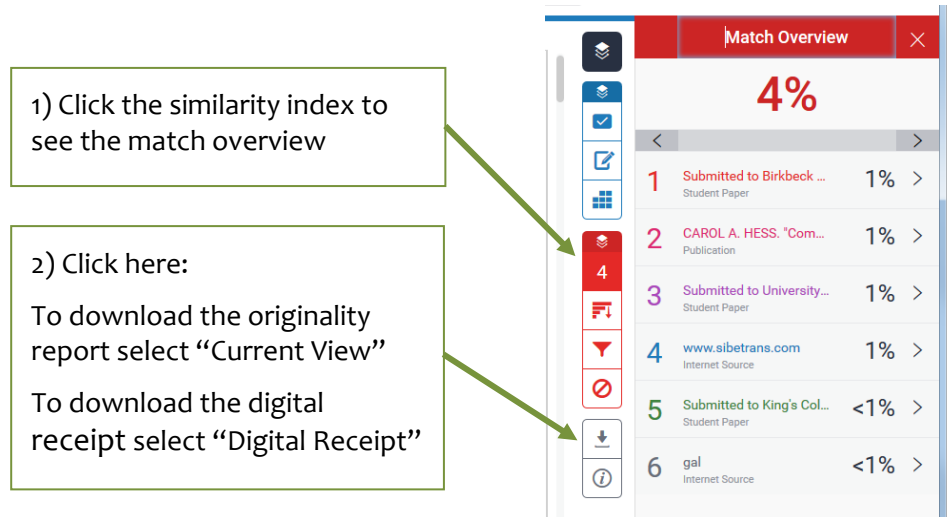 1) Click the similarity index to
see the match overview
2) Click here:
To download the originality
report select “Current View”
To download the digital
receipt select “Digital Receipt”
4
Match Overview
4%
1 Submitted to Birkbeck ... 1%
Student Paper
2 CAROL A. HESS. "Com... 1%
Publication
3 Submitted to University... 1%
Student Paper
4 www.sibetrans.com 1%
Internet Source
5 Submitted to King's Col... <1%
Student Paper
6 gal <1%
Internet Source